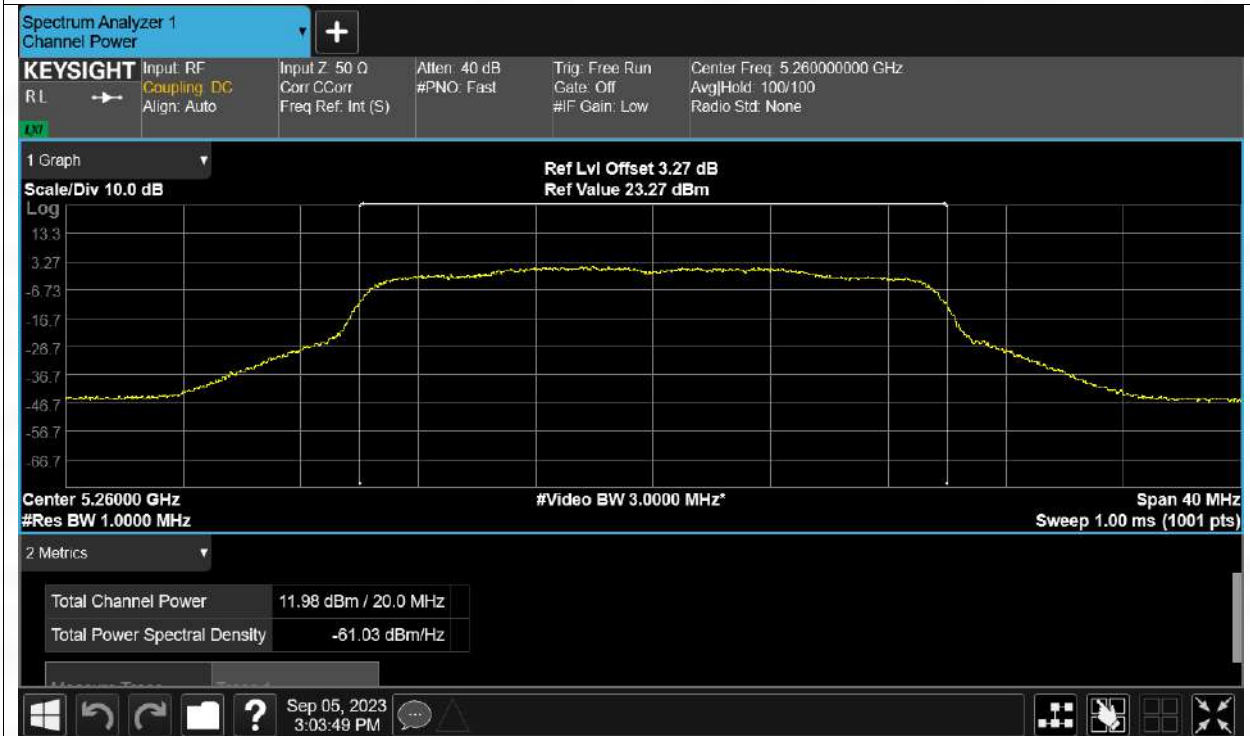 Spectrum Analyzer 1
Channel Power
+
KEYSIGHT Input: RF Input Z: 50 Ω Atten: 40 dB Trig: Free Run Center Freq: 5.260000000 GHz
RL Coupling: DC Corr CCorr #PNO: Fast Gate: Off Avg|Hold: 100/100
Align: Auto Freq Ref: Int (S) #IF Gain: Low Radio Std: None
LXI
1 Graph
Ref Lvl Offset 3.27 dB
Scale/Div 10.0 dB Ref Value 23.27 dBm
Log
13.3
3.27
-6.73
-16.7
-26.7
-36.7
-46.7
-56.7
-66.7
Center 5.26000 GHz #Video BW 3.0000 MHz* Span 40 MHz
#Res BW 1.0000 MHz Sweep 1.00 ms (1001 pts)
2 Metrics
Total Channel Power 11.98 dBm / 20.0 MHz
Total Power Spectral Density -61.03 dBm/Hz
? Sep 05, 2023
3:03:49 PM